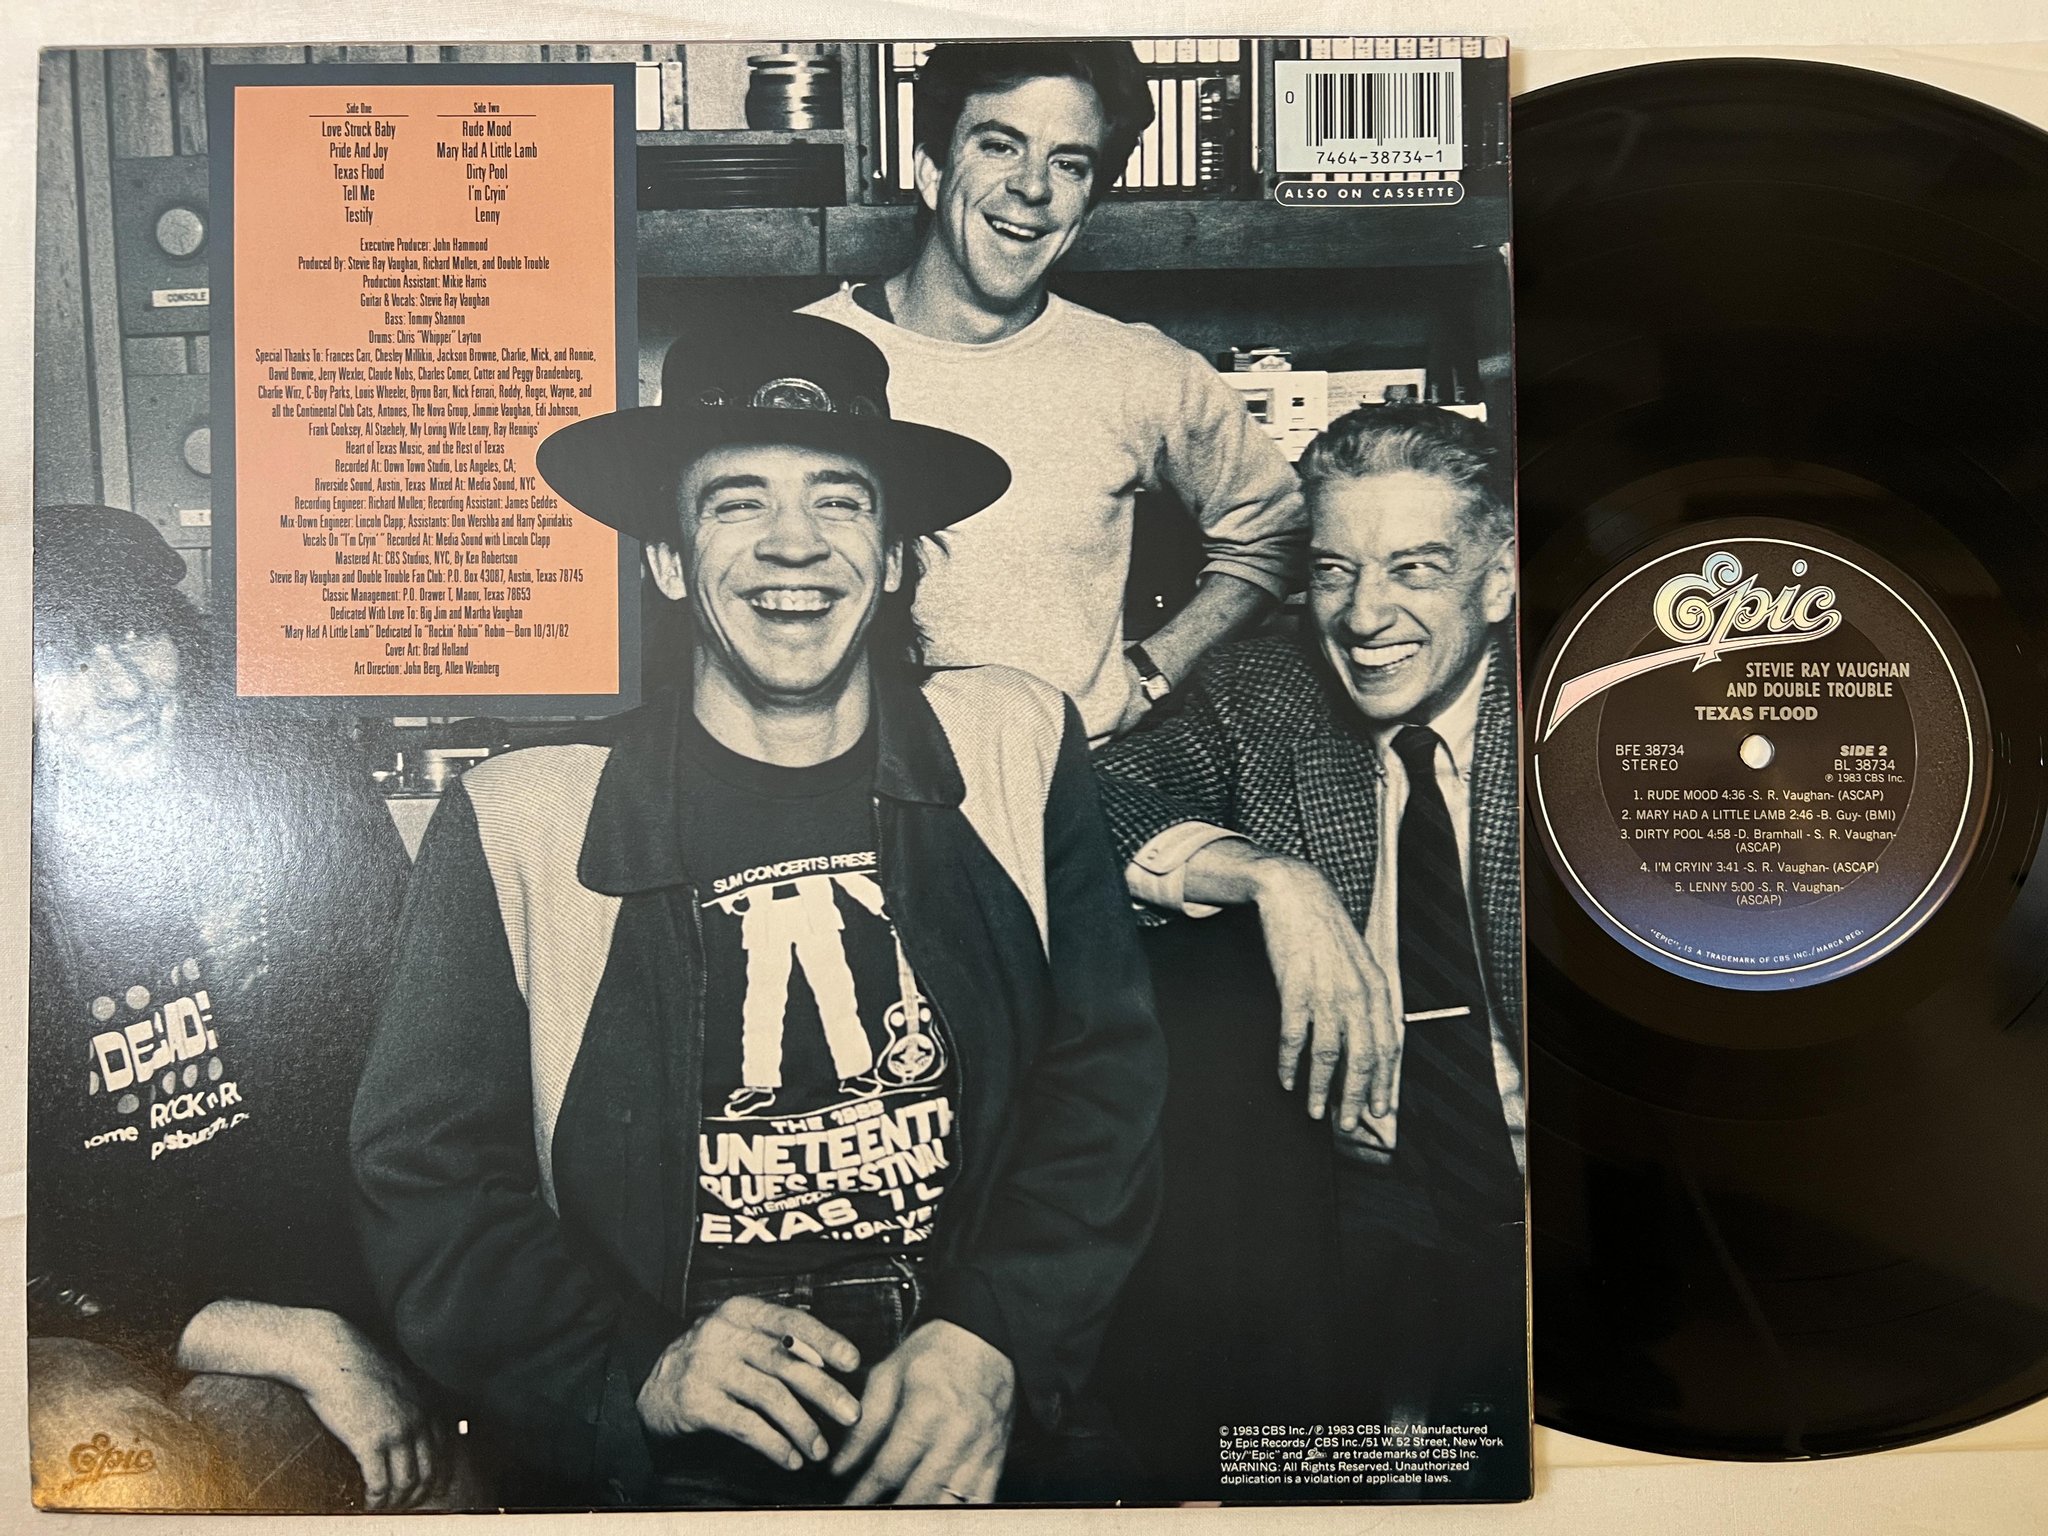 Side One
Love Struck Baby
Pride And Joy
Texas Flood
Tell Me
Testify
Side Two
Rude Mood
Mary Had A Little Lamb
Dirty Pool
I'm Cryin'
Lenny
Executive Producer: John Hammond
Produced By: Stevie Ray Vaughan, Richard Mullen, and Double Trouble
Production Assistant: Mikie Harris
Guitar & Vocals: Stevie Ray Vaughan
Bass: Tommy Shannon
Drums: Chris "Whipper" Layton
Special Thanks To: Frances Carr, Chesley Millikin, Jackson Browne, Charlie, Mick, and Ronnie,
David Bowie, Jerry Wexler, Claude Nobs, Charles Comer, Cutter and Peggy Brandenberg,
Charlie Wirz, C-Boy Parks, Louis Wheeler, Byron Barr, Nick Ferrari, Roddy, Roger, Wayne, and
all the Continental Club Cats, Antones, The Nova Group, Jimmie Vaughan, Edi Johnson,
Frank Cooksey, Al Staehely, My Loving Wife Lenny, Ray Hennigs'
Heart of Texas Music, and the Rest of Texas
Recorded At: Down Town Studio, Los Angeles, CA;
Riverside Sound, Austin, Texas Mixed At: Media Sound, NYC
Recording Engineer: Richard Mullen; Recording Assistant: James Geddes
Mix-Down Engineer: Lincoln Clapp; Assistants: Don Wershba and Harry Spiridakis
Vocals On "I'm Cryin' " Recorded At: Media Sound with Lincoln Clapp
Mastered At: CBS Studios, NYC, By Ken Robertson
Stevie Ray Vaughan and Double Trouble Fan Club: P.O. Box 43087, Austin, Texas 78745
Classic Management: P.O. Drawer T, Manor, Texas 78653
Dedicated With Love To: Big Jim and Martha Vaughan
"Mary Had A Little Lamb" Dedicated To "Rockin' Robin" Robin—Born 10/31/82
Cover Art: Brad Holland
Art Direction: John Berg, Allen Weinberg
CONSOLE
0
7464-38734-1
ALSO ON CASSETTE
SUM CONCERTS PRESE
THE 1982
UNETEENTH
BLUES FESTIVAL
An Emancip
EXAS
GALVE
DEAD
ROCK n R
ome
Epic
© 1983 CBS Inc./℗ 1983 CBS Inc./ Manufactured
by Epic Records/ CBS Inc./51 W. 52 Street, New York
City/"Epic" and Epic are trademarks of CBS Inc.
WARNING: All Rights Reserved. Unauthorized
duplication is a violation of applicable laws.
Epic
STEVIE RAY VAUGHAN
AND DOUBLE TROUBLE
TEXAS FLOOD
BFE 38734
STEREO
SIDE 2
BL 38734
℗ 1983 CBS Inc.
1. RUDE MOOD 4:36 -S. R. Vaughan- (ASCAP)
2. MARY HAD A LITTLE LAMB 2:46 -B. Guy- (BMI)
3. DIRTY POOL 4:58 -D. Bramhall - S. R. Vaughan-
(ASCAP)
4. I'M CRYIN' 3:41 -S. R. Vaughan- (ASCAP)
5. LENNY 5:00 -S. R. Vaughan-
(ASCAP)
"EPIC", IS A TRADEMARK OF CBS INC./MARCA REG.